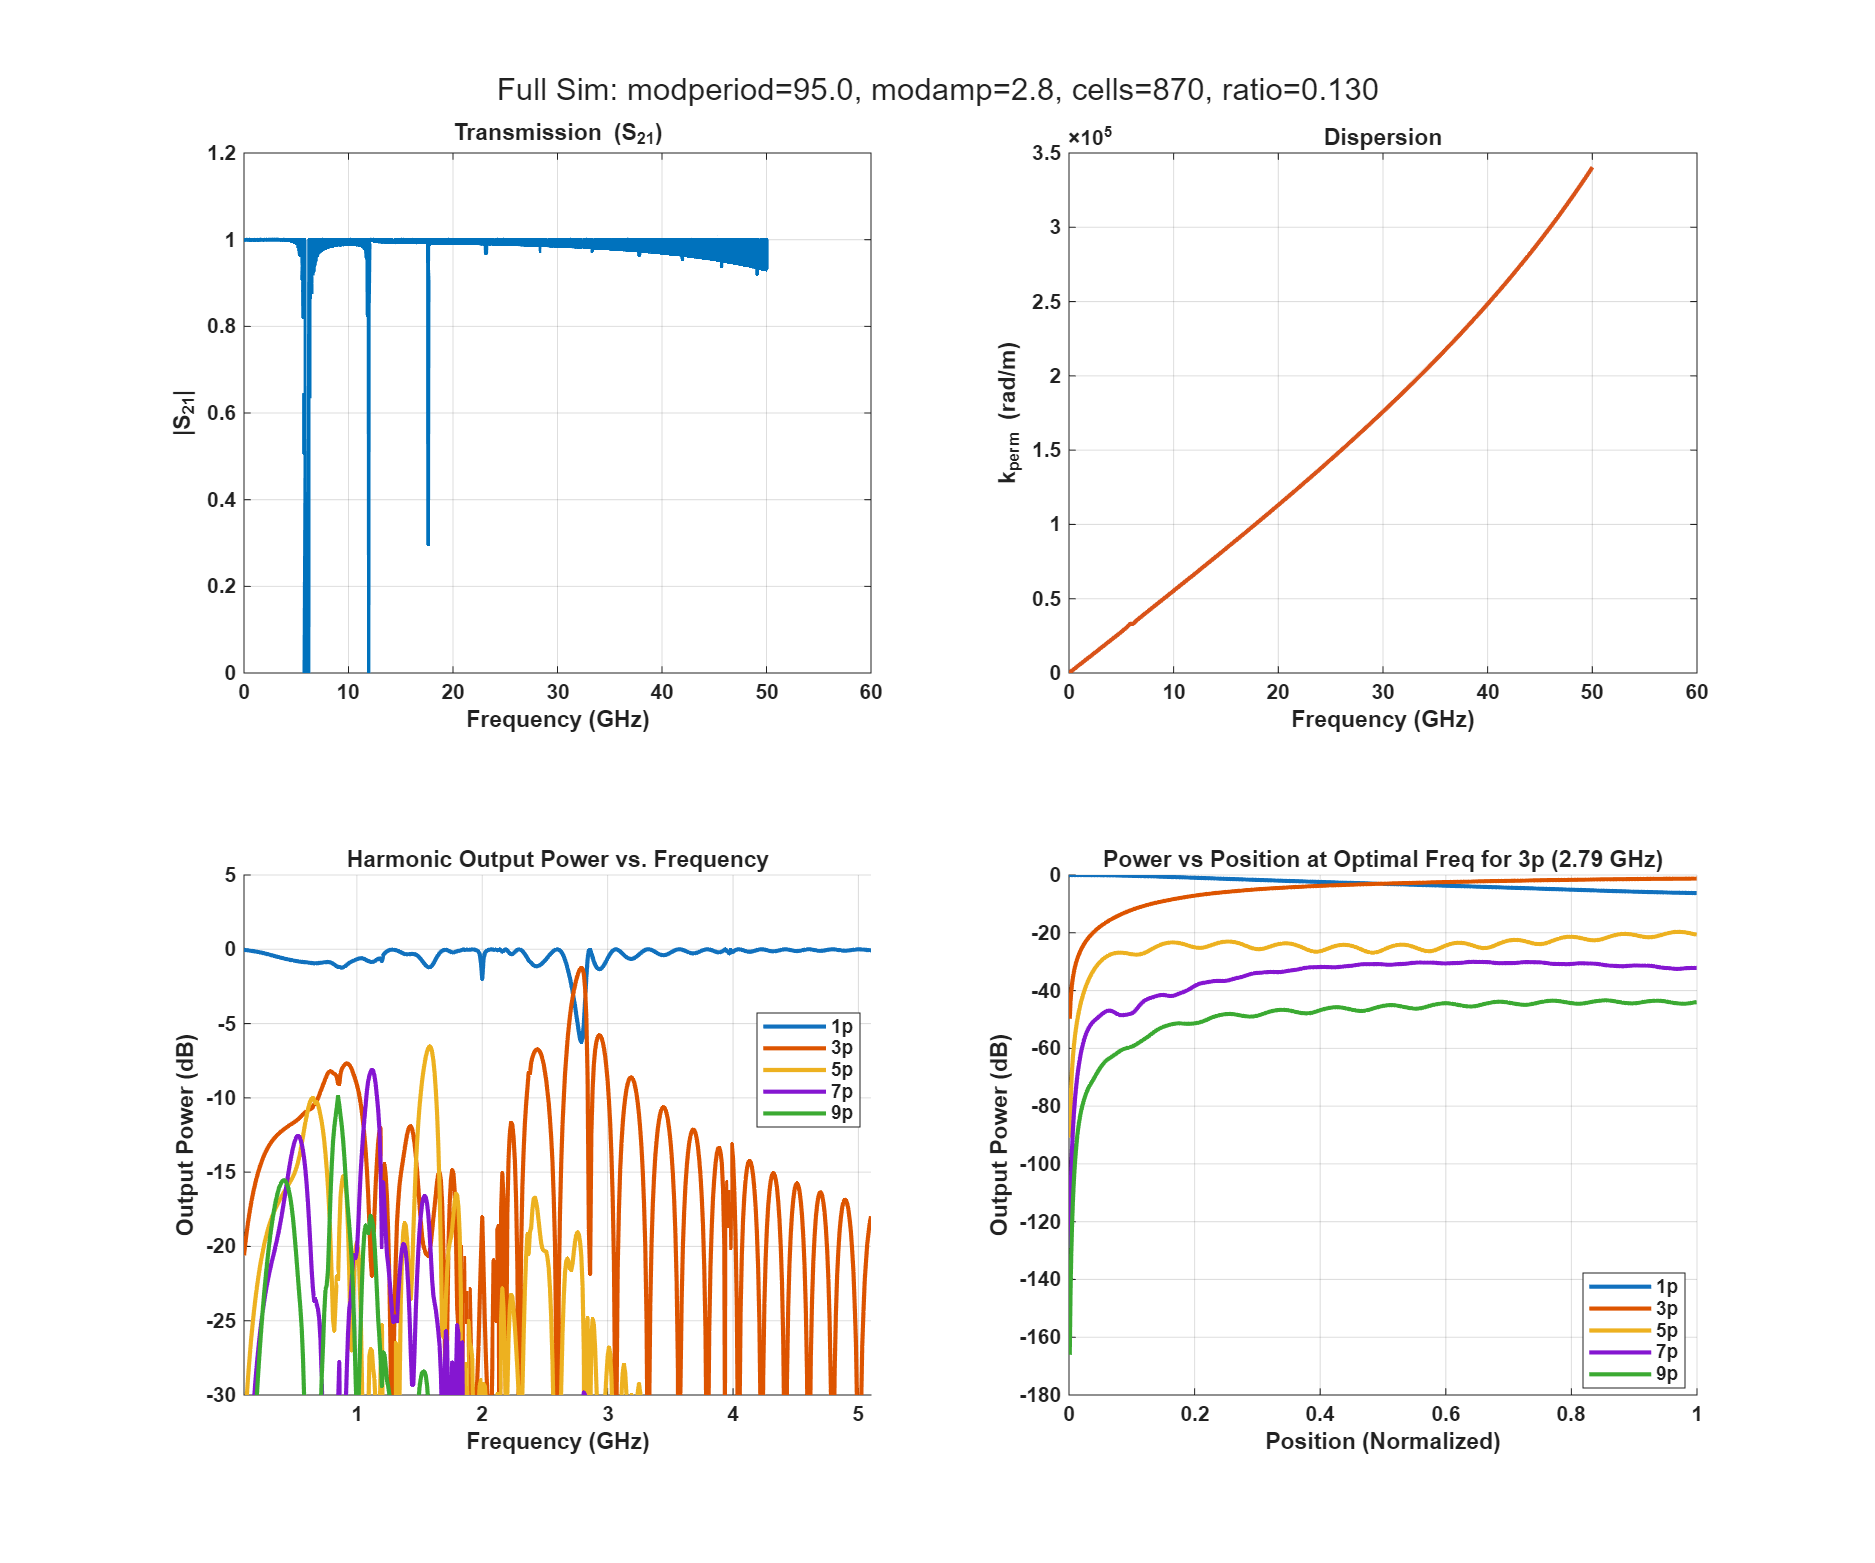 Full Sim: modperiod=95.0, modamp=2.8, cells=870, ratio=0.130
Transmission (S21)
1.2
1
0.8
0.6
0.4
0.2
0
|S21|
0 10 20 30 40 50 60
Frequency (GHz)
×10^5
Dispersion
3.5
3
2.5
2
1.5
1
0.5
0
kperm (rad/m)
0 10 20 30 40 50 60
Frequency (GHz)
Harmonic Output Power vs. Frequency
5
0
-5
-10
-15
-20
-25
-30
Output Power (dB)
1p
3p
5p
7p
9p
1 2 3 4 5
Frequency (GHz)
Power vs Position at Optimal Freq for 3p (2.79 GHz)
0
-20
-40
-60
-80
-100
-120
-140
-160
-180
Output Power (dB)
1p
3p
5p
7p
9p
0 0.2 0.4 0.6 0.8 1
Position (Normalized)